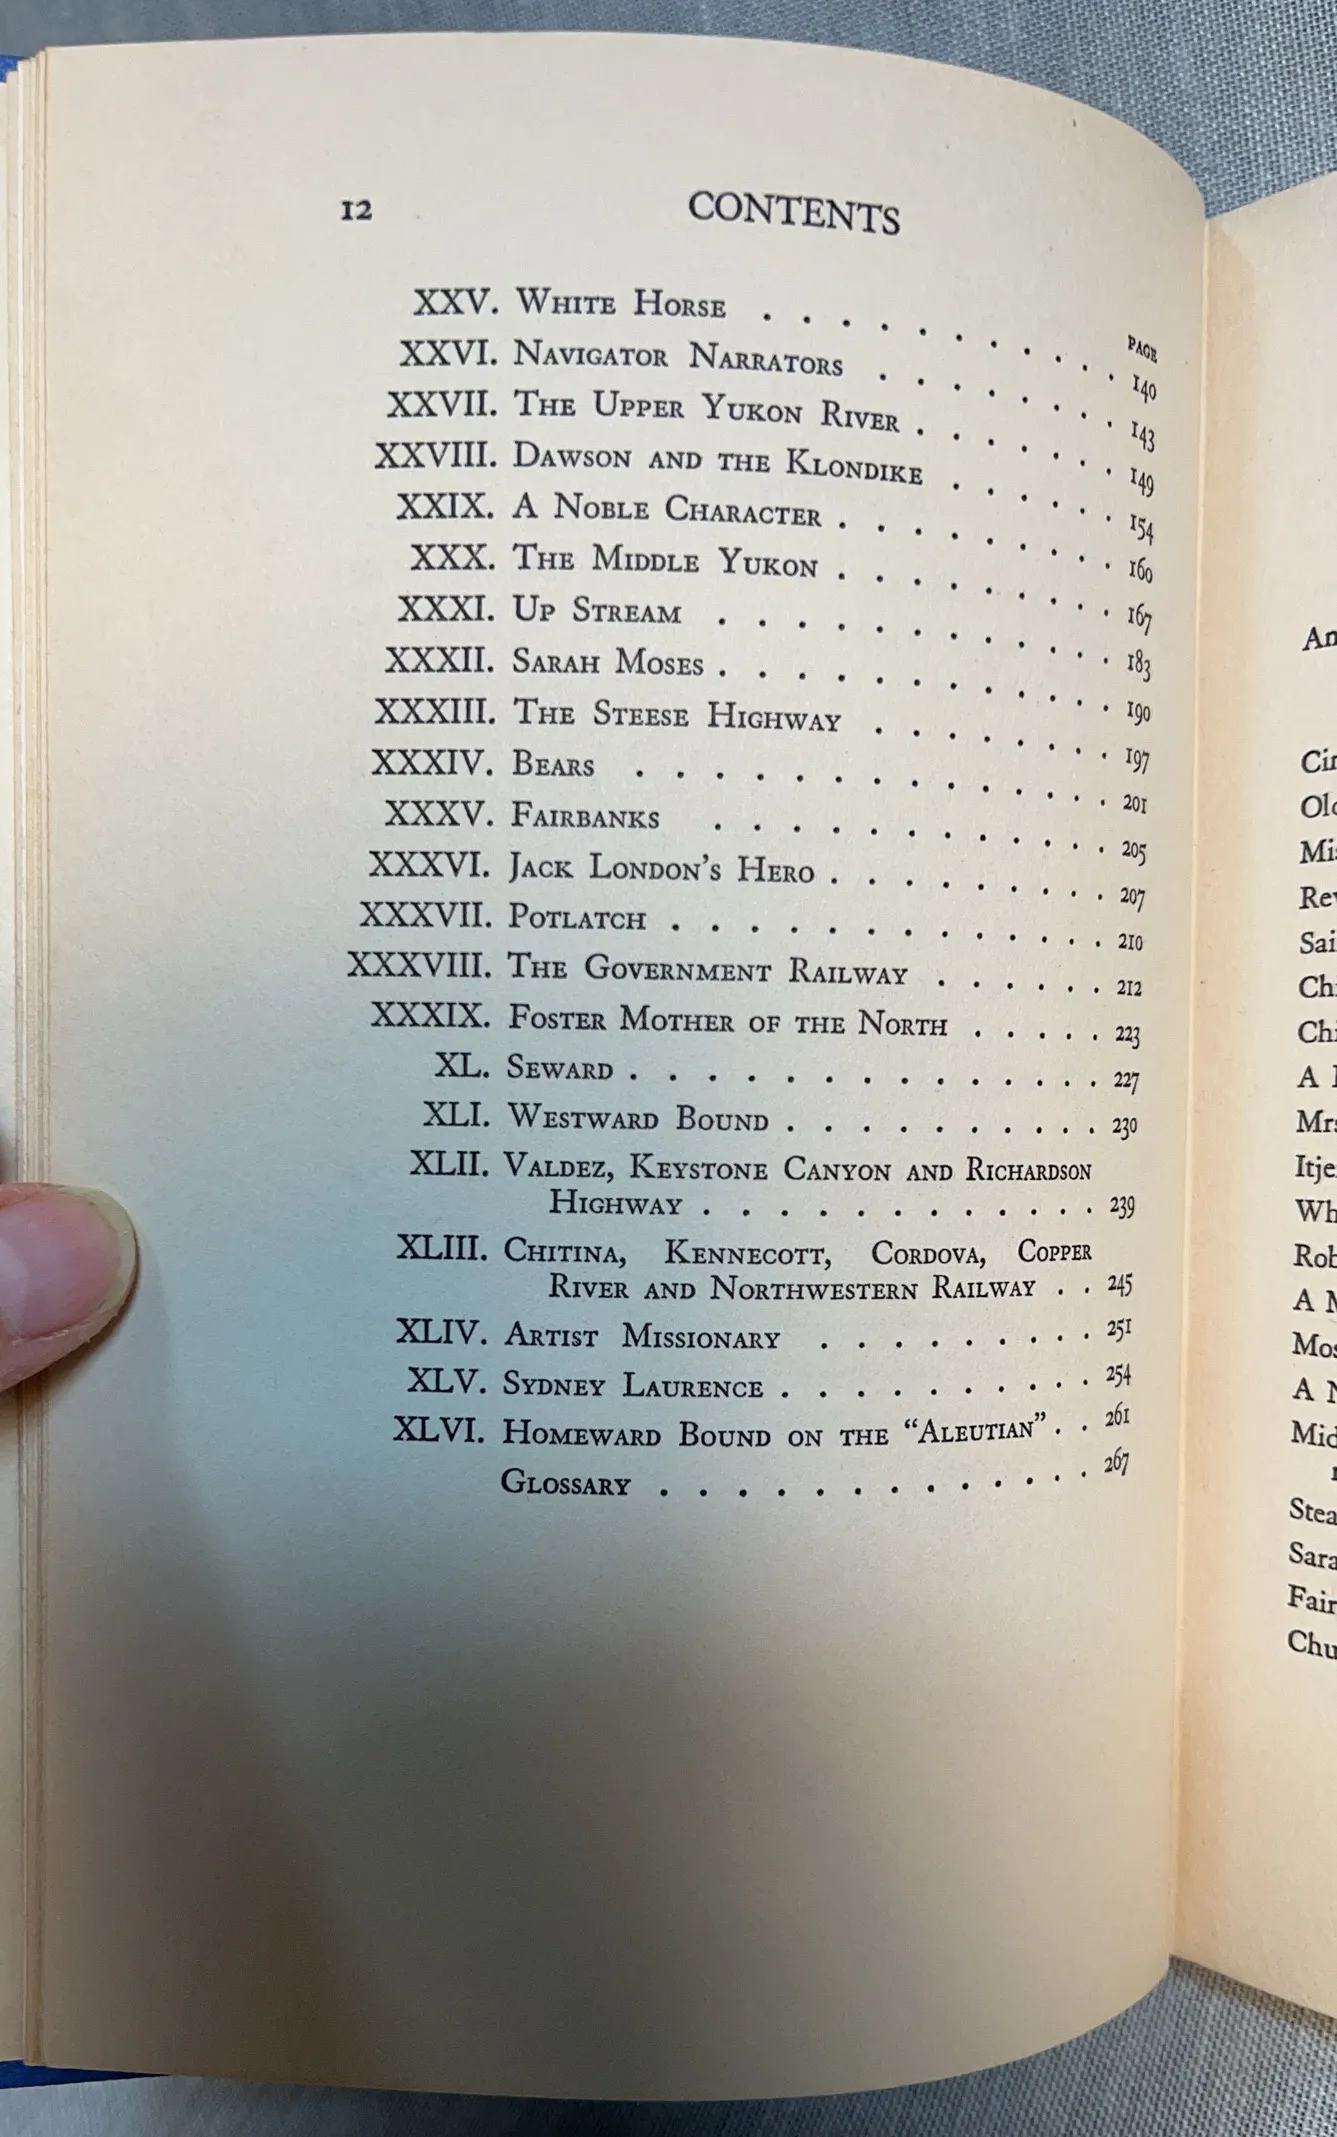 12 CONTENTS
PAGE
XXV. WHITE HORSE . . . . . . . . . . 140
XXVI. NAVIGATOR NARRATORS . . . . . . . 143
XXVII. THE UPPER YUKON RIVER . . . . . . 149
XXVIII. DAWSON AND THE KLONDIKE . . . . . 154
XXIX. A NOBLE CHARACTER . . . . . . . . 160
XXX. THE MIDDLE YUKON . . . . . . . . 167
XXXI. UP STREAM . . . . . . . . . . . 183
XXXII. SARAH MOSES . . . . . . . . . . . 190
XXXIII. THE STEESE HIGHWAY . . . . . . . 197
XXXIV. BEARS . . . . . . . . . . . . . 201
XXXV. FAIRBANKS . . . . . . . . . . . 205
XXXVI. JACK LONDON'S HERO . . . . . . . . 207
XXXVII. POTLATCH . . . . . . . . . . . . 210
XXXVIII. THE GOVERNMENT RAILWAY . . . . . 212
XXXIX. FOSTER MOTHER OF THE NORTH . . . . . 223
XL. SEWARD . . . . . . . . . . . . . 227
XLI. WESTWARD BOUND . . . . . . . . . 230
XLII. VALDEZ, KEYSTONE CANYON AND RICHARDSON
HIGHWAY . . . . . . . . . . . 239
XLIII. CHITINA, KENNECOTT, CORDOVA, COPPER
RIVER AND NORTHWESTERN RAILWAY . . 245
XLIV. ARTIST MISSIONARY . . . . . . . . 251
XLV. SYDNEY LAURENCE . . . . . . . . . 254
XLVI. HOMEWARD BOUND ON THE "ALEUTIAN" . . 261
GLOSSARY . . . . . . . . . . . . 267
A
A
A